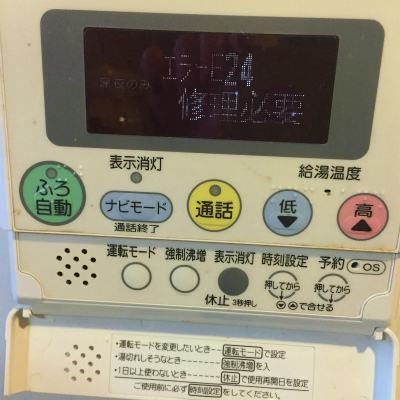 エラーE24
深夜のみ
修理必要
表示消灯
給湯温度
ふろ自動
ナビモード
通話
低
高
通話終了
運転モード 強制沸増 表示消灯 時刻設定 予約 OS
押してから 押してから
休止 3秒押し
で合せる
・運転モードを変更したいとき--- 運転モード で設定
・湯切れしそうなとき--- 強制沸増 を入
・1日以上使わないとき--- 休止 で使用再開日を設定
ご使用前に必ず 時刻設定 をしてください。